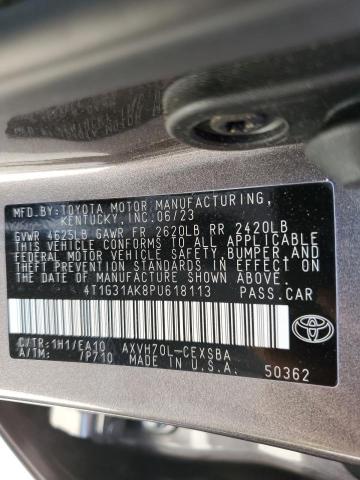 MFD.BY:TOYOTA MOTOR MANUFACTURING,
KENTUCKY,INC.06/23
GVWR 4625LB GAWR FR 2620LB RR 2420LB
THIS VEHICLE CONFORMS TO ALL APPLICABLE
FEDERAL MOTOR VEHICLE SAFETY,BUMPER,AND
THEFT PREVENTION STANDARDS IN EFFECT ON
THE DATE OF MANUFACTURE SHOWN ABOVE.
4T1G31AK8PU618113 PASS.CAR
C/TR:1H1/EA10 AXVH70L-CEXSBA
A/TM: /P710 MADE IN U.S.A. 50362